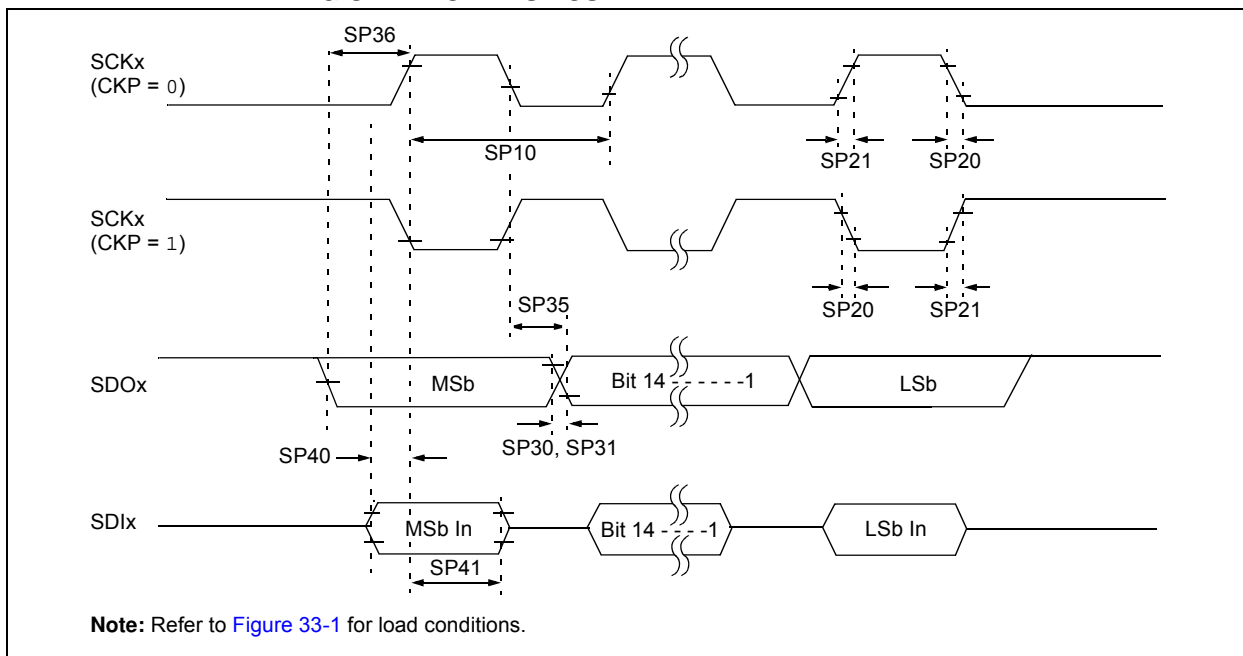 SP36
SCKx
(CKP = 0)
SP10
SP21
SP20
SCKx
(CKP = 1)
SP35
SP20
SP21
SDOx
MSb
Bit 14 - - - - - -1
LSb
SP40
SP30, SP31
SDIx
MSb In
Bit 14 - - - -1
LSb In
SP41
Note: Refer to Figure 33-1 for load conditions.